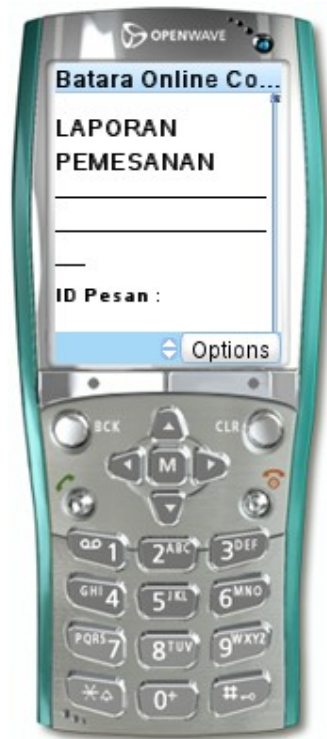 OPENWAVE
Batara Online Co...
LAPORAN
PEMESANAN
ID Pesan :
Options
BCK CLR
M
1 2ABC 3DEF
GHI4 5JKL 6MNO
PQRS7 8TUV 9WXYZ
* 0+ #